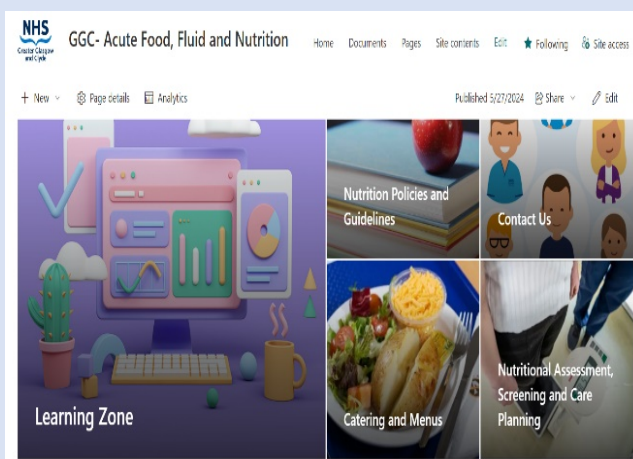 NHS
Greater Glasgow
and Clyde
GGC- Acute Food, Fluid and Nutrition
Home Documents Pages Site contents Edit Following Site access
New Page details Analytics
Published 5/27/2024 Share Edit
Learning Zone
Nutrition Policies and
Guidelines
Contact Us
Catering and Menus
Nutritional Assessment,
Screening and Care
Planning